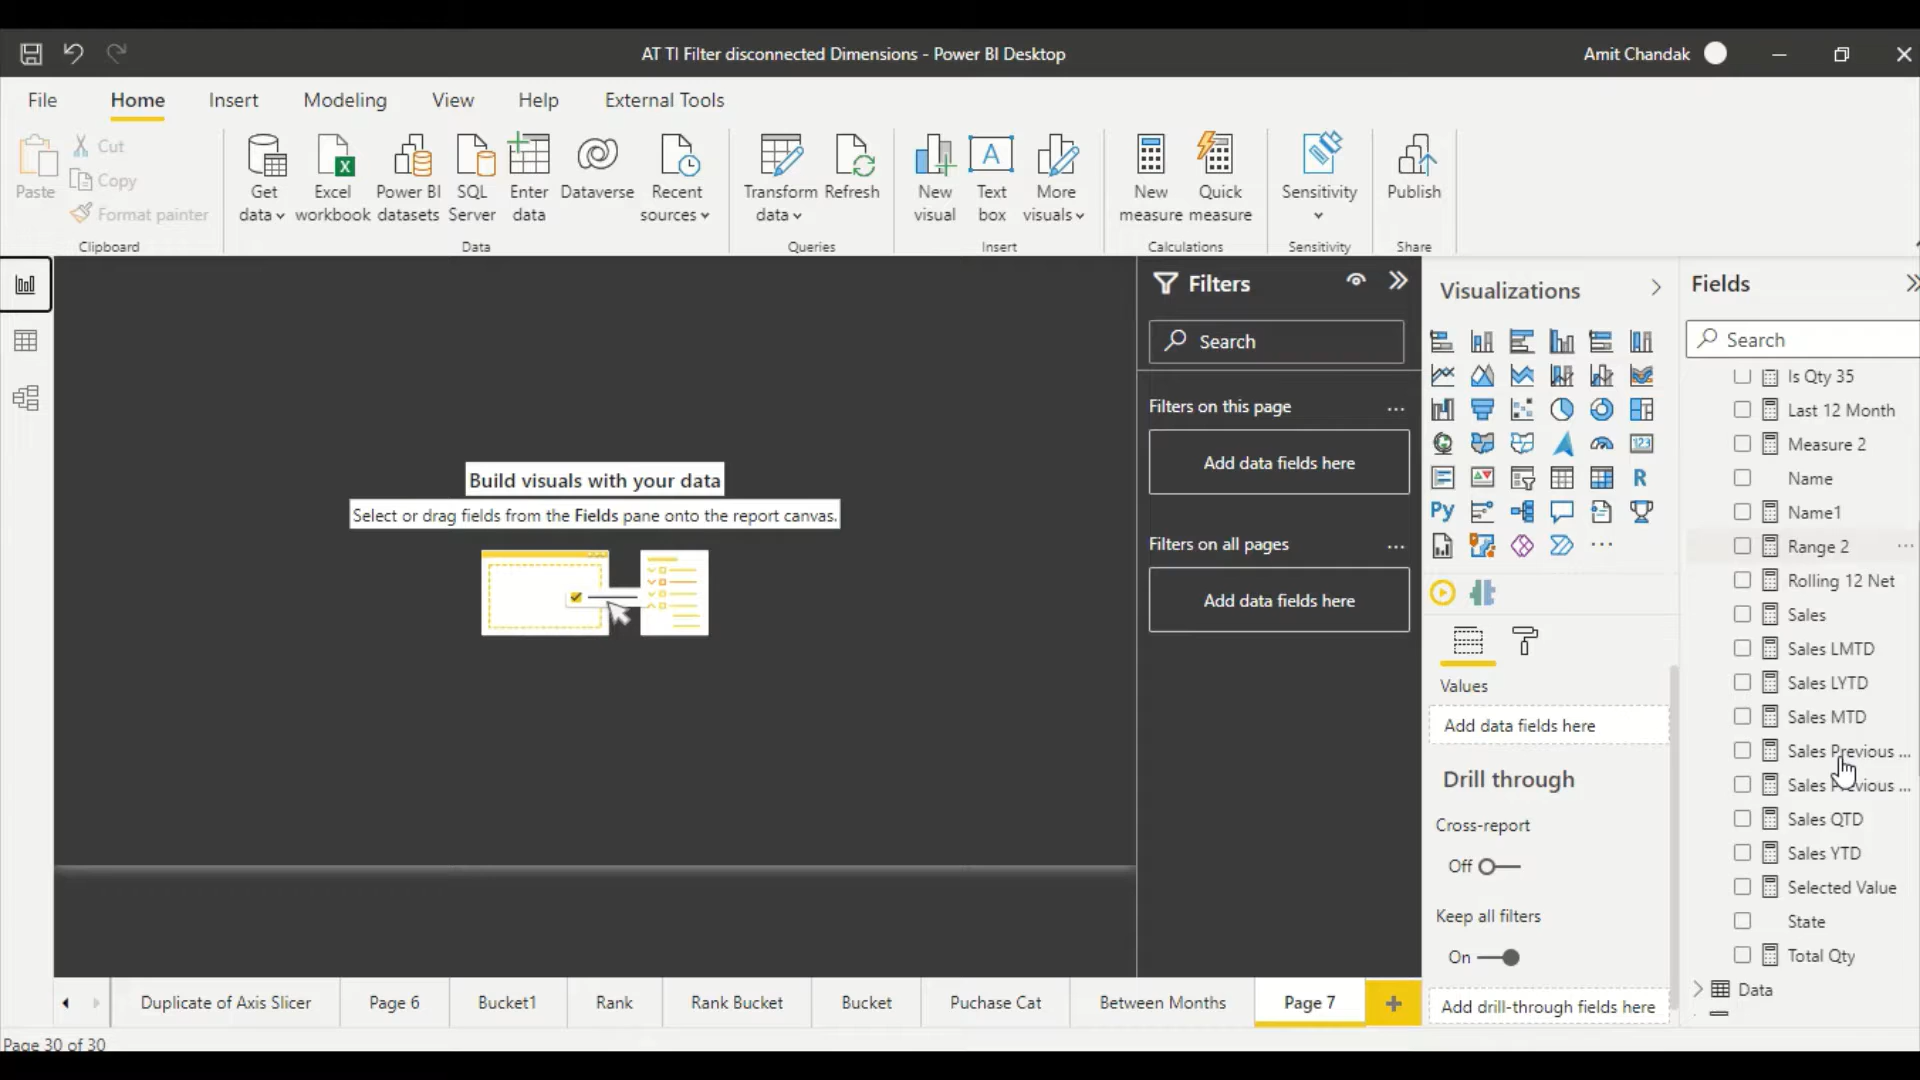 AT TI Filter disconnected Dimensions - Power BI Desktop
Amit Chandak
File Home Insert Modeling View Help External Tools
Paste
Cut
Copy
Format painter
Clipboard
Get data
Excel workbook
Power BI datasets
SQL Server
Enter data
Dataverse
Recent sources
Data
Transform data
Refresh
Queries
New visual
Text box
More visuals
Insert
New measure
Quick measure
Calculations
Sensitivity
Sensitivity
Publish
Share
Build visuals with your data
Select or drag fields from the Fields pane onto the report canvas.
Filters
Search
Filters on this page
...
Add data fields here
Filters on all pages
...
Add data fields here
Visualizations
123
R
Py
...
Values
Add data fields here
Drill through
Cross-report
Off
Keep all filters
On
Add drill-through fields here
Fields
Search
Is Qty 35
Last 12 Month
Measure 2
Name
Name1
Range 2
...
Rolling 12 Net
Sales
Sales LMTD
Sales LYTD
Sales MTD
Sales Previous ...
Sales ...
Sales QTD
Sales YTD
Selected Value
State
Total Qty
Data
Duplicate of Axis Slicer
Page 6
Bucket1
Rank
Rank Bucket
Bucket
Puchase Cat
Between Months
Page 7
+
Page 30 of 30